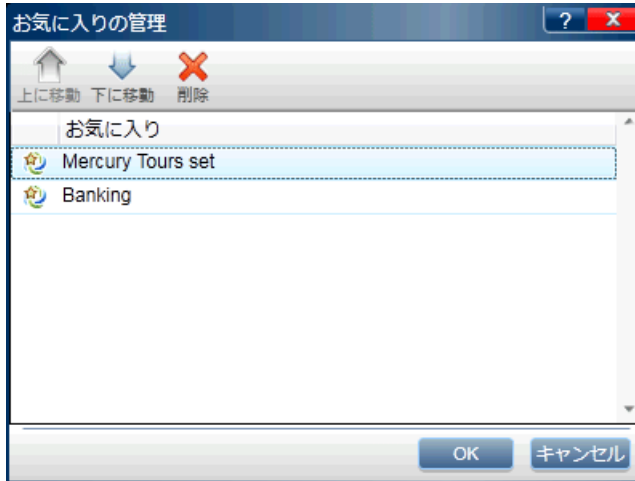 お気に入りの管理
? X
上に移動 下に移動 削除
お気に入り
Mercury Tours set
Banking
OK キャンセル